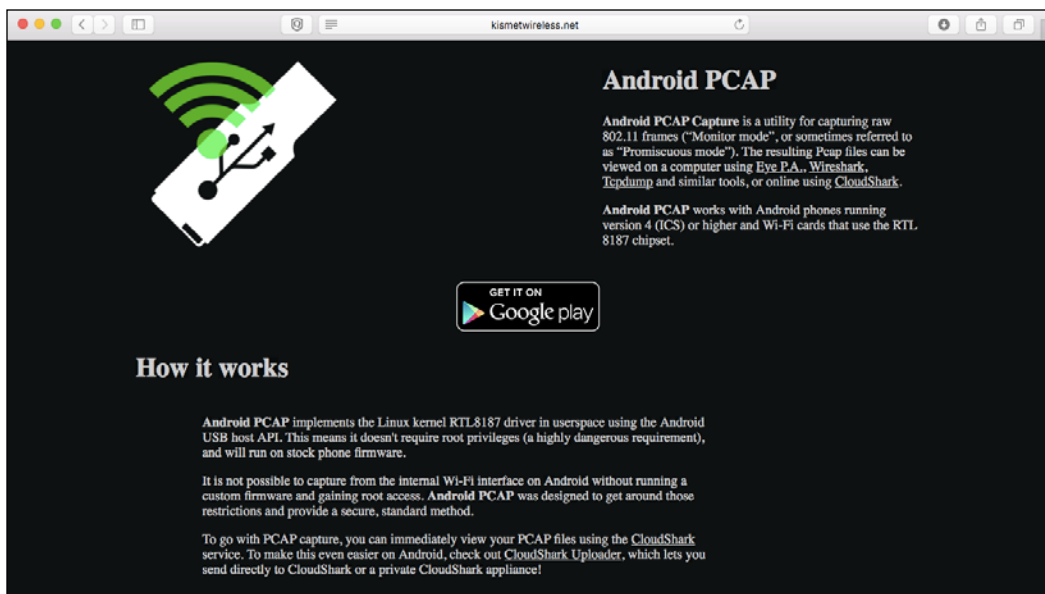 kismetwireless.net
Android PCAP
Android PCAP Capture is a utility for capturing raw
802.11 frames (“Monitor mode”, or sometimes referred to
as “Promiscuous mode”). The resulting Pcap files can be
viewed on a computer using Eye P.A., Wireshark,
Tcpdump and similar tools, or online using CloudShark.
Android PCAP works with Android phones running
version 4 (ICS) or higher and Wi-Fi cards that use the RTL
8187 chipset.
GET IT ON
Google play
How it works
Android PCAP implements the Linux kernel RTL8187 driver in userspace using the Android
USB host API. This means it doesn't require root privileges (a highly dangerous requirement),
and will run on stock phone firmware.
It is not possible to capture from the internal Wi-Fi interface on Android without running a
custom firmware and gaining root access. Android PCAP was designed to get around those
restrictions and provide a secure, standard method.
To go with PCAP capture, you can immediately view your PCAP files using the CloudShark
service. To make this even easier on Android, check out CloudShark Uploader, which lets you
send directly to CloudShark or a private CloudShark appliance!